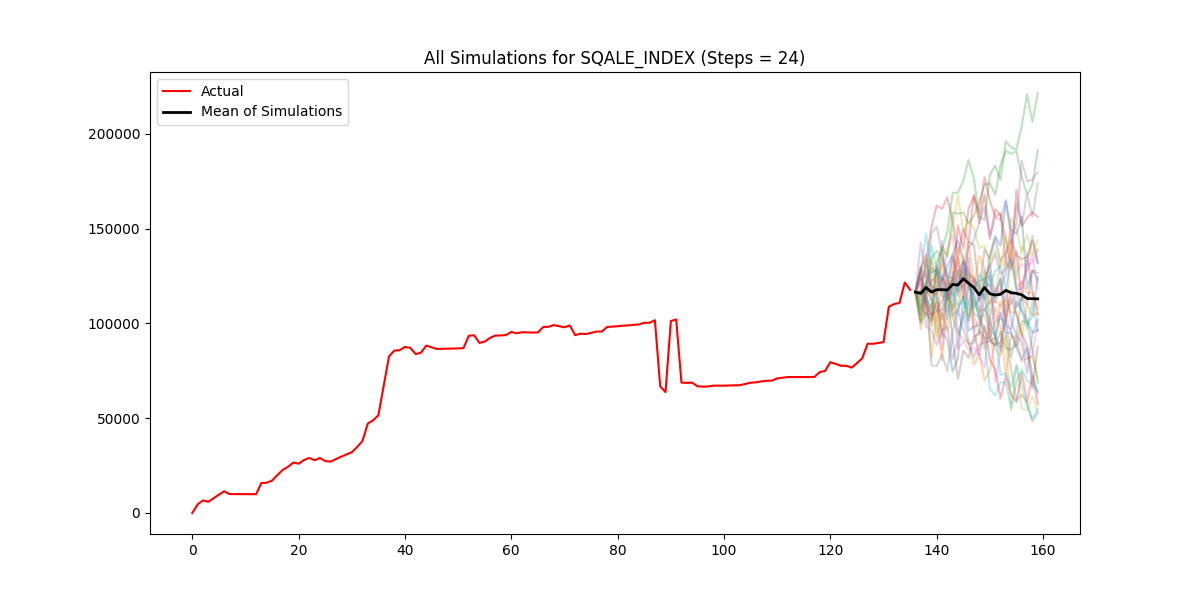 All Simulations for SQALE_INDEX (Steps = 24)
Actual
Mean of Simulations
200000
150000
100000
50000
0
0 20 40 60 80 100 120 140 160